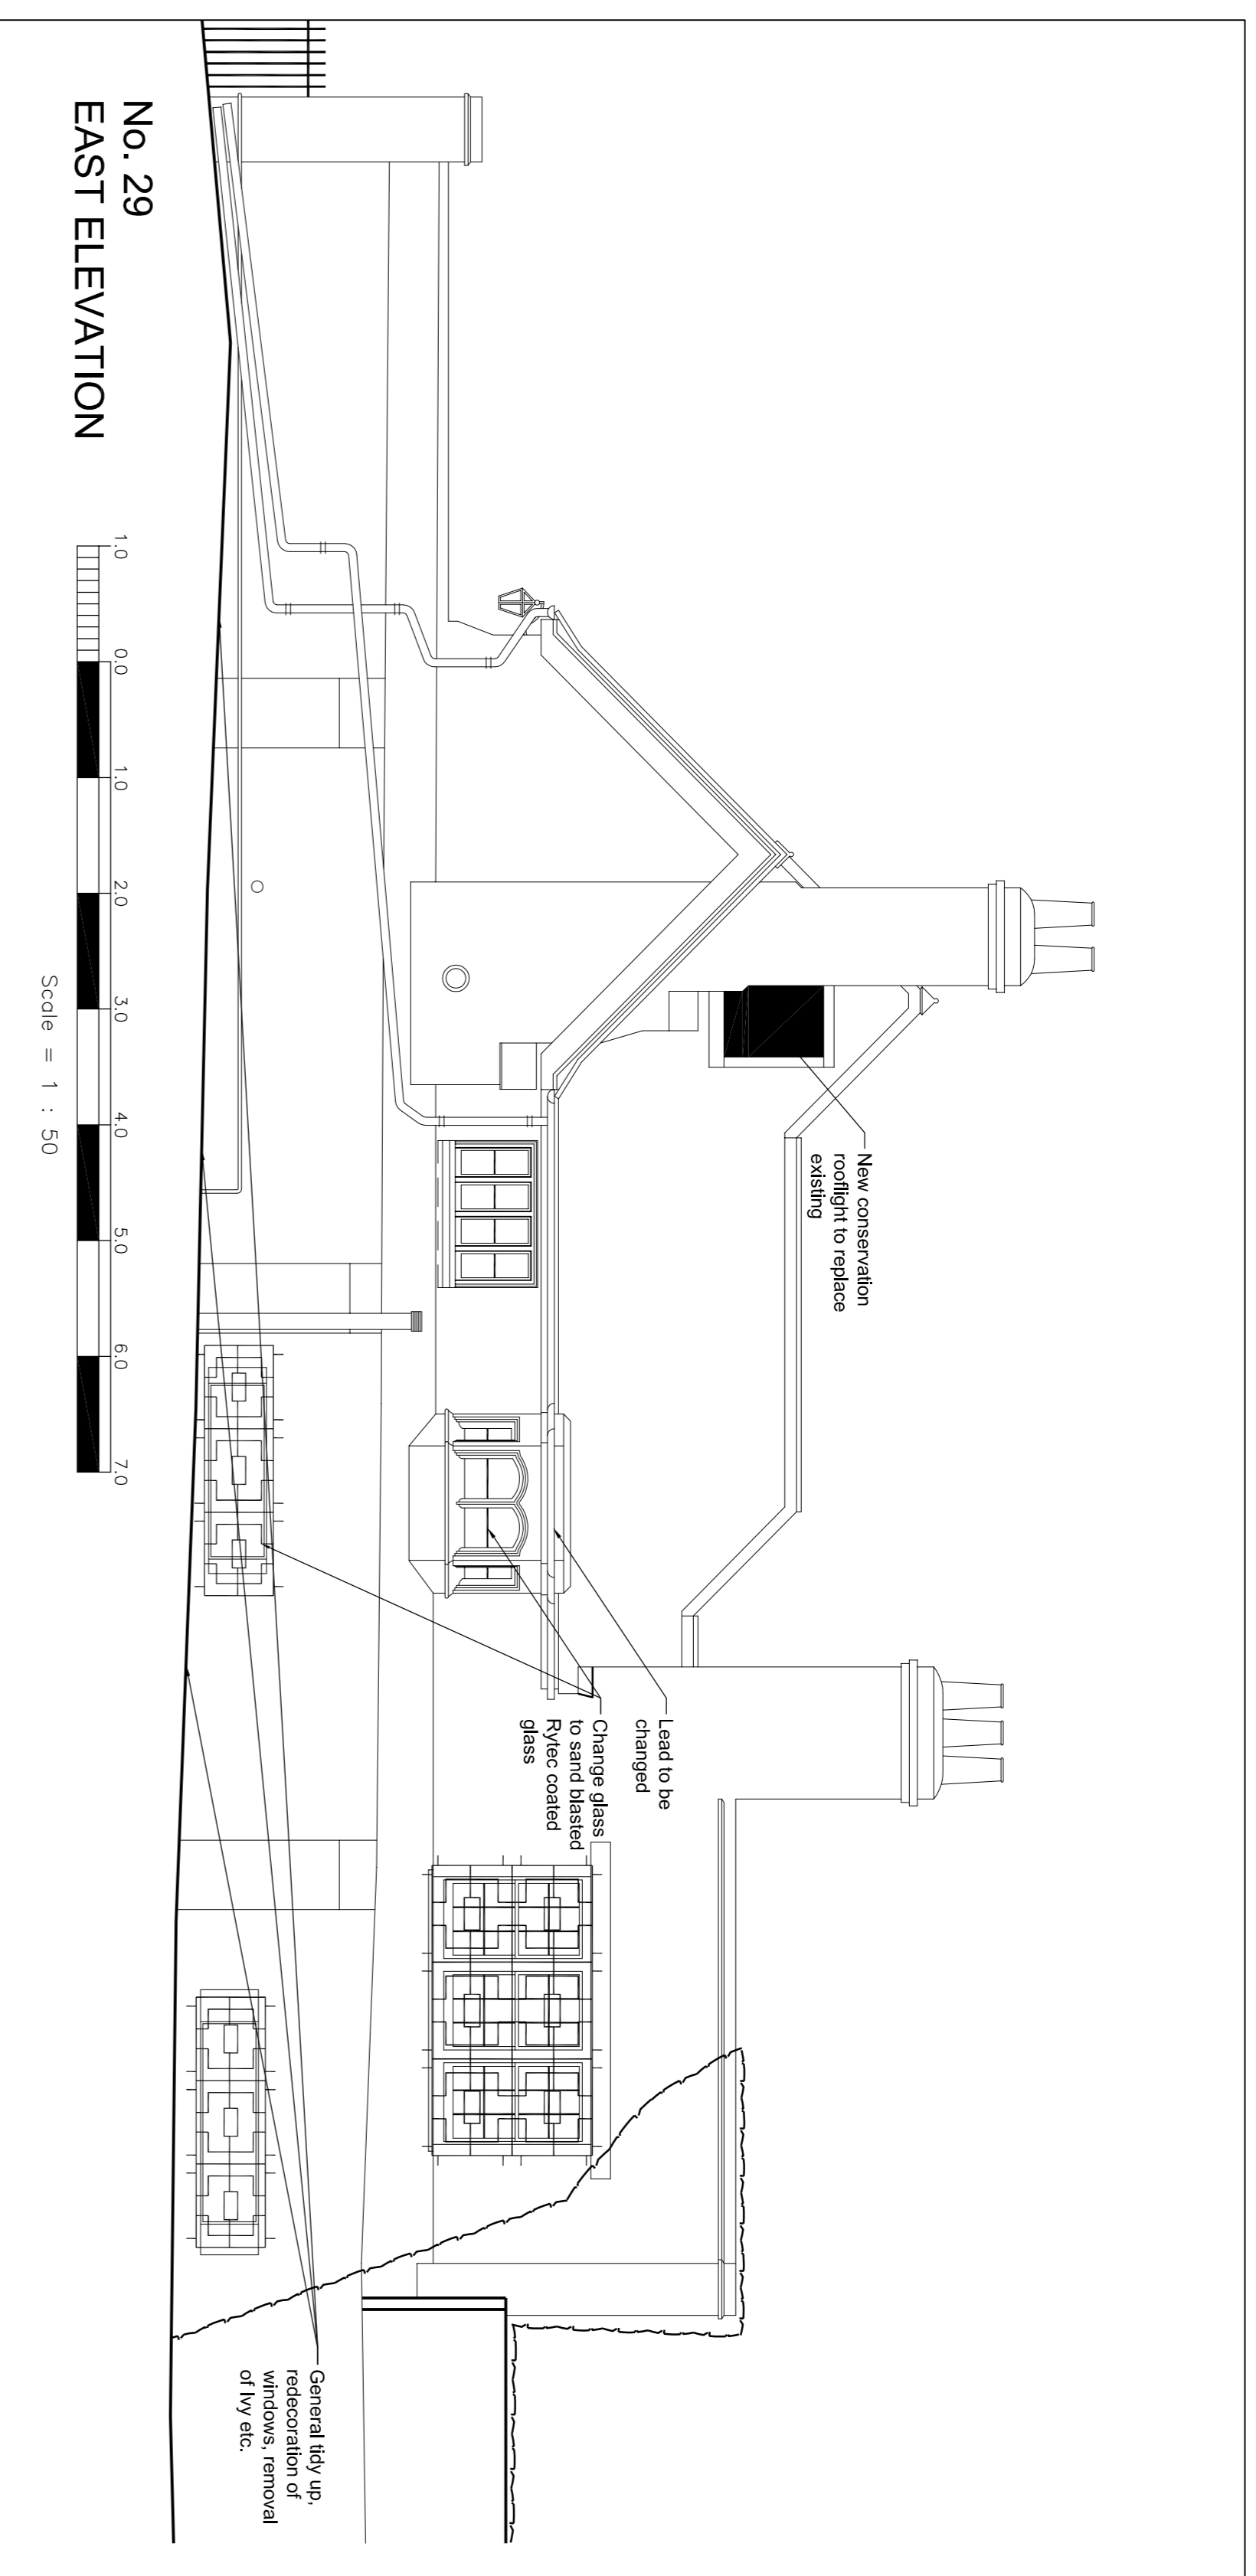 New conservation
rooflight to replace
existing
Lead to be
changed
Change glass
to sand blasted
Rytec coated
glass
General tidy up,
redecoration of
windows, removal
of Ivy etc.
No. 29
EAST ELEVATION
1.0 0.0 1.0 2.0 3.0 4.0 5.0 6.0 7.0
Scale = 1 : 50